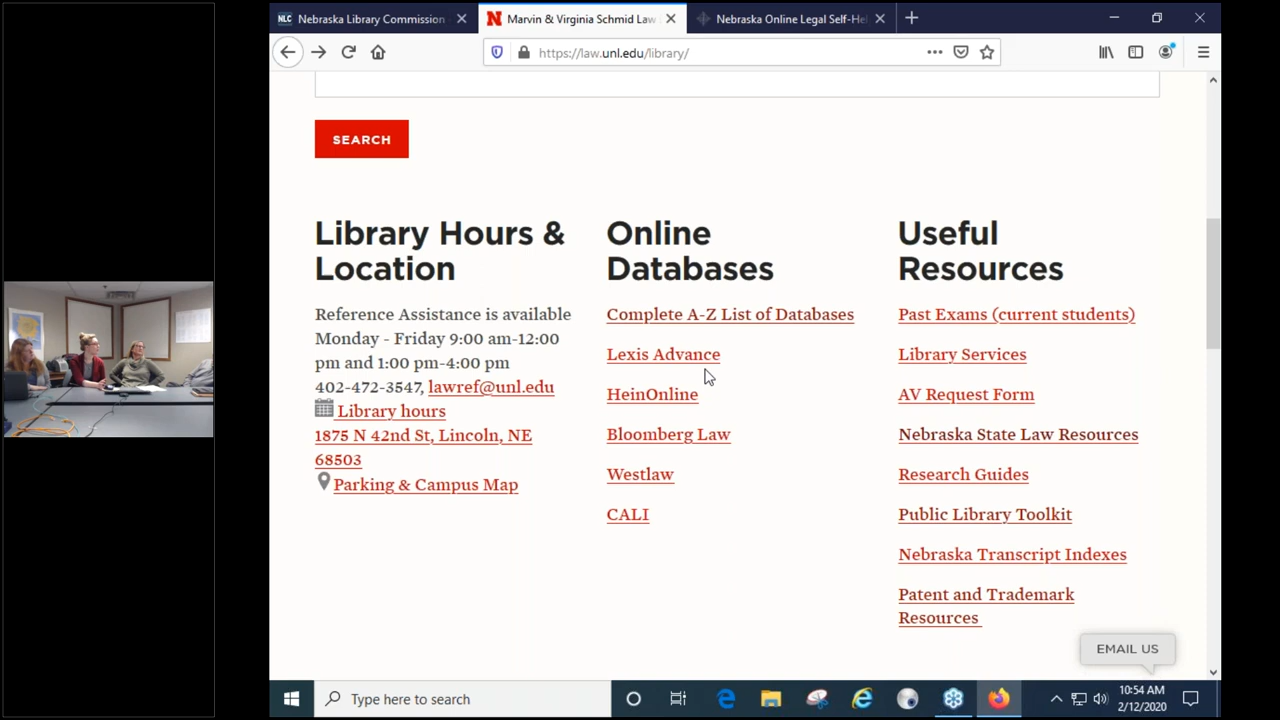 NLC Nebraska Library Commission
Marvin & Virginia Schmid Law
Nebraska Online Legal Self-Hel
https://law.unl.edu/library/
SEARCH
Library Hours &
Location
Reference Assistance is available
Monday - Friday 9:00 am-12:00
pm and 1:00 pm-4:00 pm
402-472-3547, lawref@unl.edu
Library hours
1875 N 42nd St, Lincoln, NE
68503
Parking & Campus Map
Online
Databases
Complete A-Z List of Databases
Lexis Advance
HeinOnline
Bloomberg Law
Westlaw
CALI
Useful
Resources
Past Exams (current students)
Library Services
AV Request Form
Nebraska State Law Resources
Research Guides
Public Library Toolkit
Nebraska Transcript Indexes
Patent and Trademark
Resources
EMAIL US
Type here to search
10:54 AM
2/12/2020